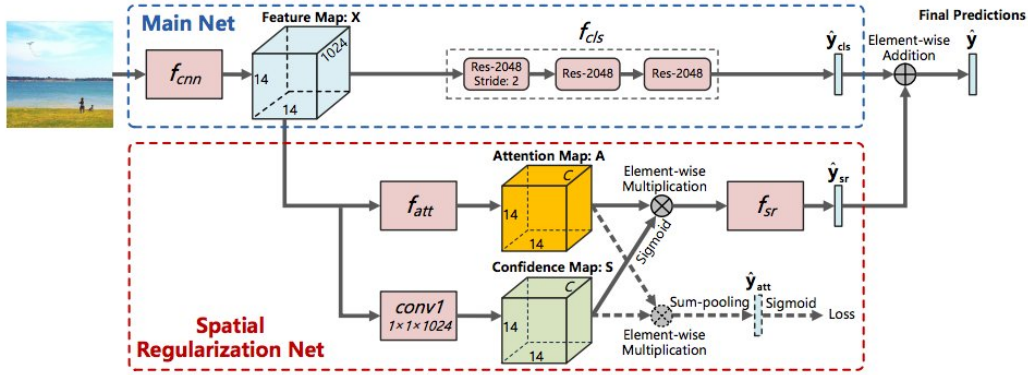 Main Net
Feature Map: X
1024
14
14
f_cnn
f_cls
Res-2048
Stride: 2
Res-2048
Res-2048
ŷ_cls
Element-wise
Addition
Final Predictions
ŷ
Attention Map: A
C
14
14
f_att
Element-wise
Multiplication
Sigmoid
f_sr
ŷ_sr
Confidence Map: S
C
14
14
conv1
1×1×1024
Element-wise
Multiplication
Sum-pooling
ŷ_att
Sigmoid
Loss
Spatial
Regularization Net